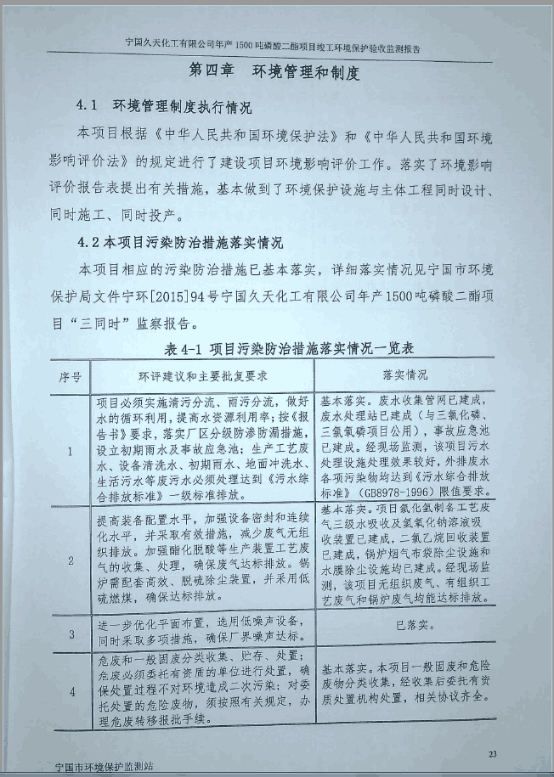 宁国久天化工有限公司年产1500吨磷酸二酯项目竣工环境保护验收监测报告
第四章 环境管理和制度
4.1 环境管理制度执行情况
本项目根据《中华人民共和国环境保护法》和《中华人民共和国环境
影响评价法》的规定进行了建设项目环境影响评价工作。落实了环境影响
评价报告表提出有关措施，基本做到了环境保护设施与主体工程同时设计、
同时施工、同时投产。
4.2本项目污染防治措施落实情况
本项目相应的污染防治措施已基本落实，详细落实情况见宁国市环境
保护局文件宁环[2015]94号宁国久天化工有限公司年产1500吨磷酸二酯项
目“三同时”监察报告。
表4-1 项目污染防治措施落实情况一览表
序号
环评建议和主要批复要求
落实情况
1
项目必须实施清污分流、雨污分流，做好
水的循环利用，提高水资源利用率；按《报
告书》要求，落实厂区分级防渗防漏措施，
设立初期雨水及事故应急池；生产工艺废
水、设备清洗水、初期雨水、地面冲洗水、
生活污水等废污水必须处理达到《污水综
合排放标准》一级标准排放。
基本落实。废水收集管网已建成，
废水处理站已建成（与三氯化磷、
三氯氧磷项目公用），事故应急池
已建成。经现场监测，该项目污水
处理设施处理效果较好，外排废水
各项污染物均达到《污水综合排放
标准》（GB8978-1996）限值要求。
2
提高装备配置水平，加强设备密封和连续
化水平，并采取有效措施，减少废气无组
织排放。加强酯化脱酸等生产装置工艺废
气的收集、处理，确保废气达标排放。锅
炉需配套高效、脱硫除尘装置，并采用低
硫燃煤，确保达标排放。
基本落实。项目氯化氢制备工艺废
气三级水吸收及氢氧化钠溶液吸
收装置已建成，二氯乙烷回收装置
已建成，锅炉烟气布袋除尘设施和
水膜除尘设施均已建成。经现场监
测，该项目无组织废气、有组织工
艺废气和锅炉废气均能达标排放。
3
进一步优化平面布置，选用低噪声设备，
同时采取多项措施，确保厂界噪声达标。
已落实。
4
危废和一般固废分类收集、贮存、处置；
危废必须委托有资质的单位进行处置，确
保处置过程不对环境造成二次污染；对委
托处置的危险废物，须按照有关规定，办
理危废转移报批手续。
基本落实。本项目一般固废和危险
废物分类收集，经收集后委托有资
质处置机构处置，相关协议齐全。
23
宁国市环境保护监测站